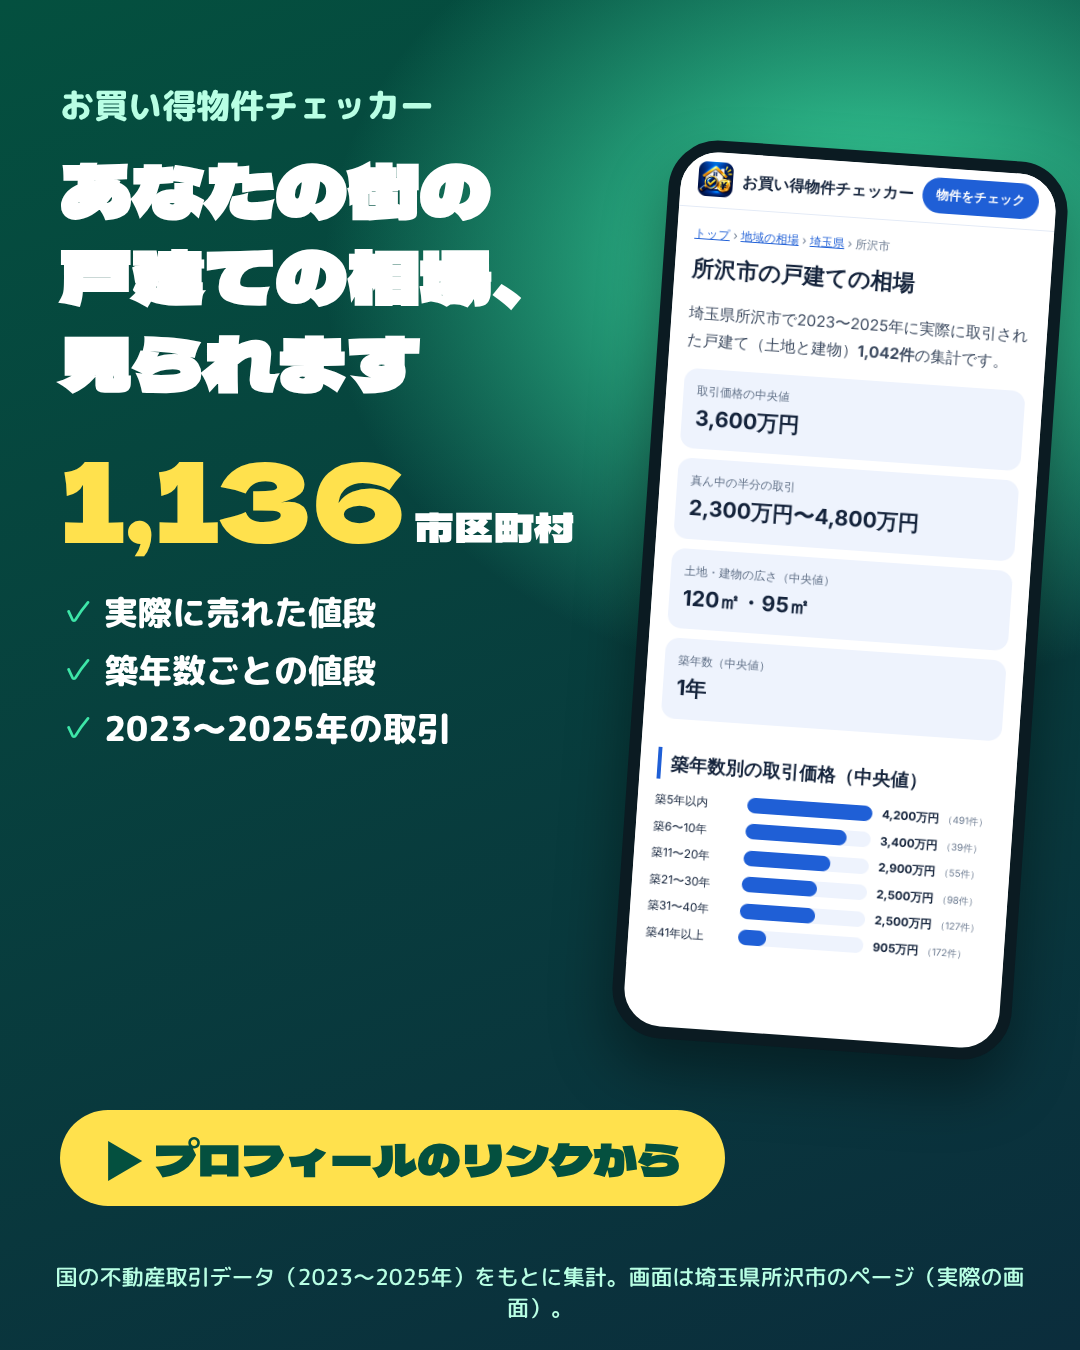 お買い得物件チェッカー
あなたの街の
戸建ての相場、
見られます
1,136 市区町村
✓ 実際に売れた値段
✓ 築年数ごとの値段
✓ 2023〜2025年の取引
お買い得物件チェッカー 物件をチェック
トップ › 地域の相場 › 埼玉県 › 所沢市
所沢市の戸建ての相場
埼玉県所沢市で2023〜2025年に実際に取引され
た戸建て（土地と建物）1,042件の集計です。
取引価格の中央値
3,600万円
真ん中の半分の取引
2,300万円〜4,800万円
土地・建物の広さ（中央値）
120㎡・95㎡
築年数（中央値）
1年
築年数別の取引価格（中央値）
築5年以内 4,200万円（491件）
築6〜10年 3,400万円（39件）
築11〜20年 2,900万円（55件）
築21〜30年 2,500万円（98件）
築31〜40年 2,500万円（127件）
築41年以上 905万円（172件）
▶ プロフィールのリンクから
国の不動産取引データ（2023〜2025年）をもとに集計。画面は埼玉県所沢市のページ（実際の画
面）。